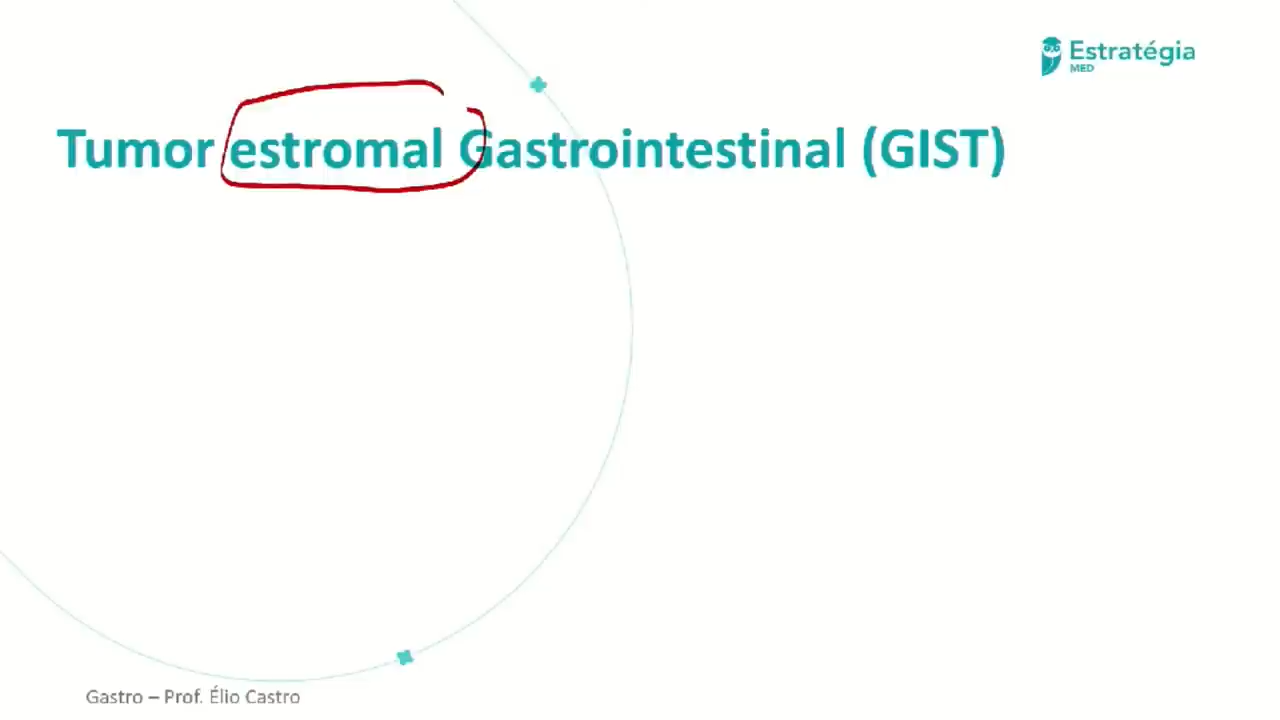 Estratégia
MED
Tumor estromal Gastrointestinal (GIST)
Gastro – Prof. Élio Castro